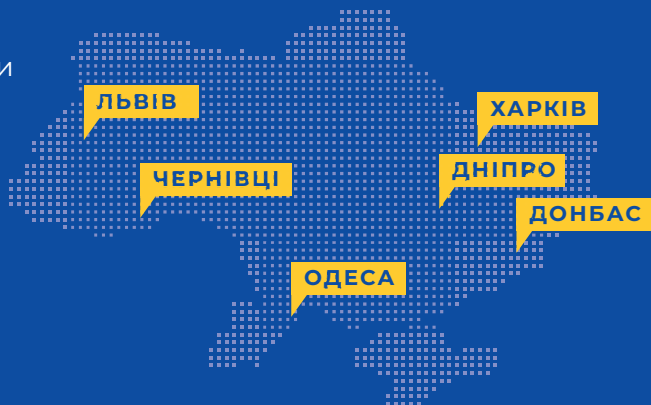 и
ЛЬВІВ
ХАРКІВ
ДНІПРО
ЧЕРНІВЦІ
ДОНБАС
ОДЕСА